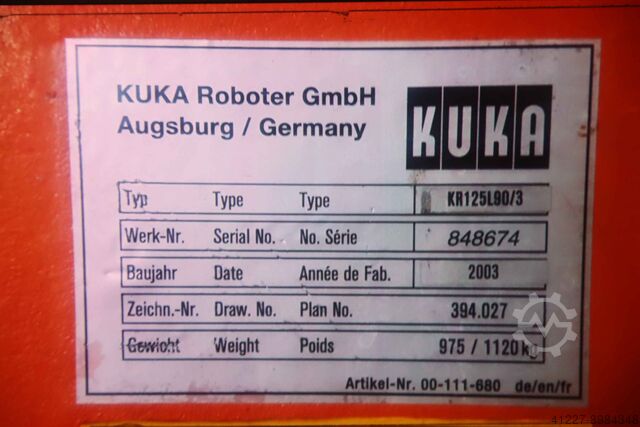 KUKA Roboter GmbH
Augsburg / Germany
KUKA
Typ Type Type KR125L90/3
Werk-Nr. Serial No. No. Série 848674
Baujahr Date Année de Fab. 2003
Zeichn.-Nr. Draw. No. Plan No. 394.027
Gewicht Weight Poids 975 / 1120 kg
Artikel-Nr. 00-111-680 de/en/fr